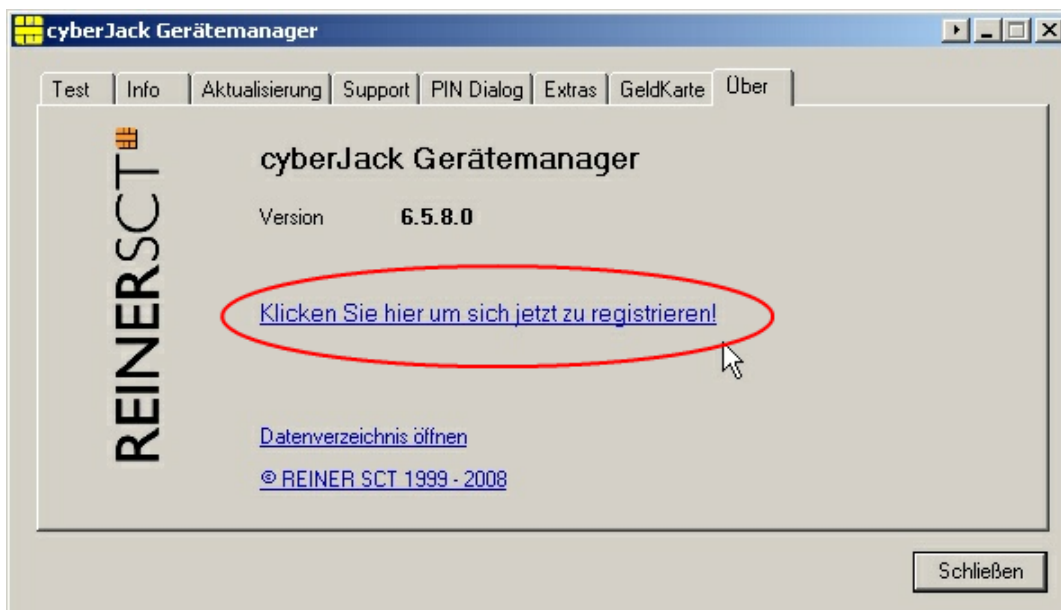 cyberJack Gerätemanager
Test Info Aktualisierung Support PIN Dialog Extras GeldKarte Über
REINERSCT
cyberJack Gerätemanager
Version 6.5.8.0
Klicken Sie hier um sich jetzt zu registrieren!
Datenverzeichnis öffnen
© REINER SCT 1999 - 2008
Schließen